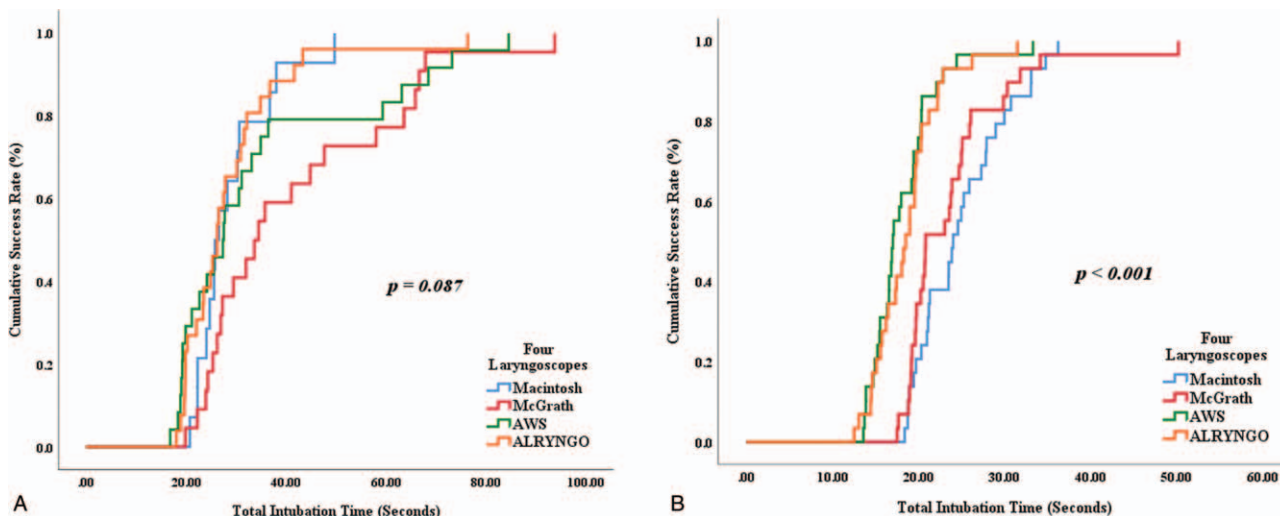 1.0
0.8
0.6
0.4
0.2
0.0
Cumulative Success Rate (%)
p = 0.087
Four
Laryngoscopes
Macintosh
McGrath
AWS
ALRYNGO
.00 20.00 40.00 60.00 80.00 100.00
Total Intubation Time (Seconds)
A
1.0
0.8
0.6
0.4
0.2
0.0
Cumulative Success Rate (%)
p < 0.001
Four
Laryngoscopes
Macintosh
McGrath
AWS
ALRYNGO
.00 10.00 20.00 30.00 40.00 50.00 60.00
Total Intubation Time (Seconds)
B